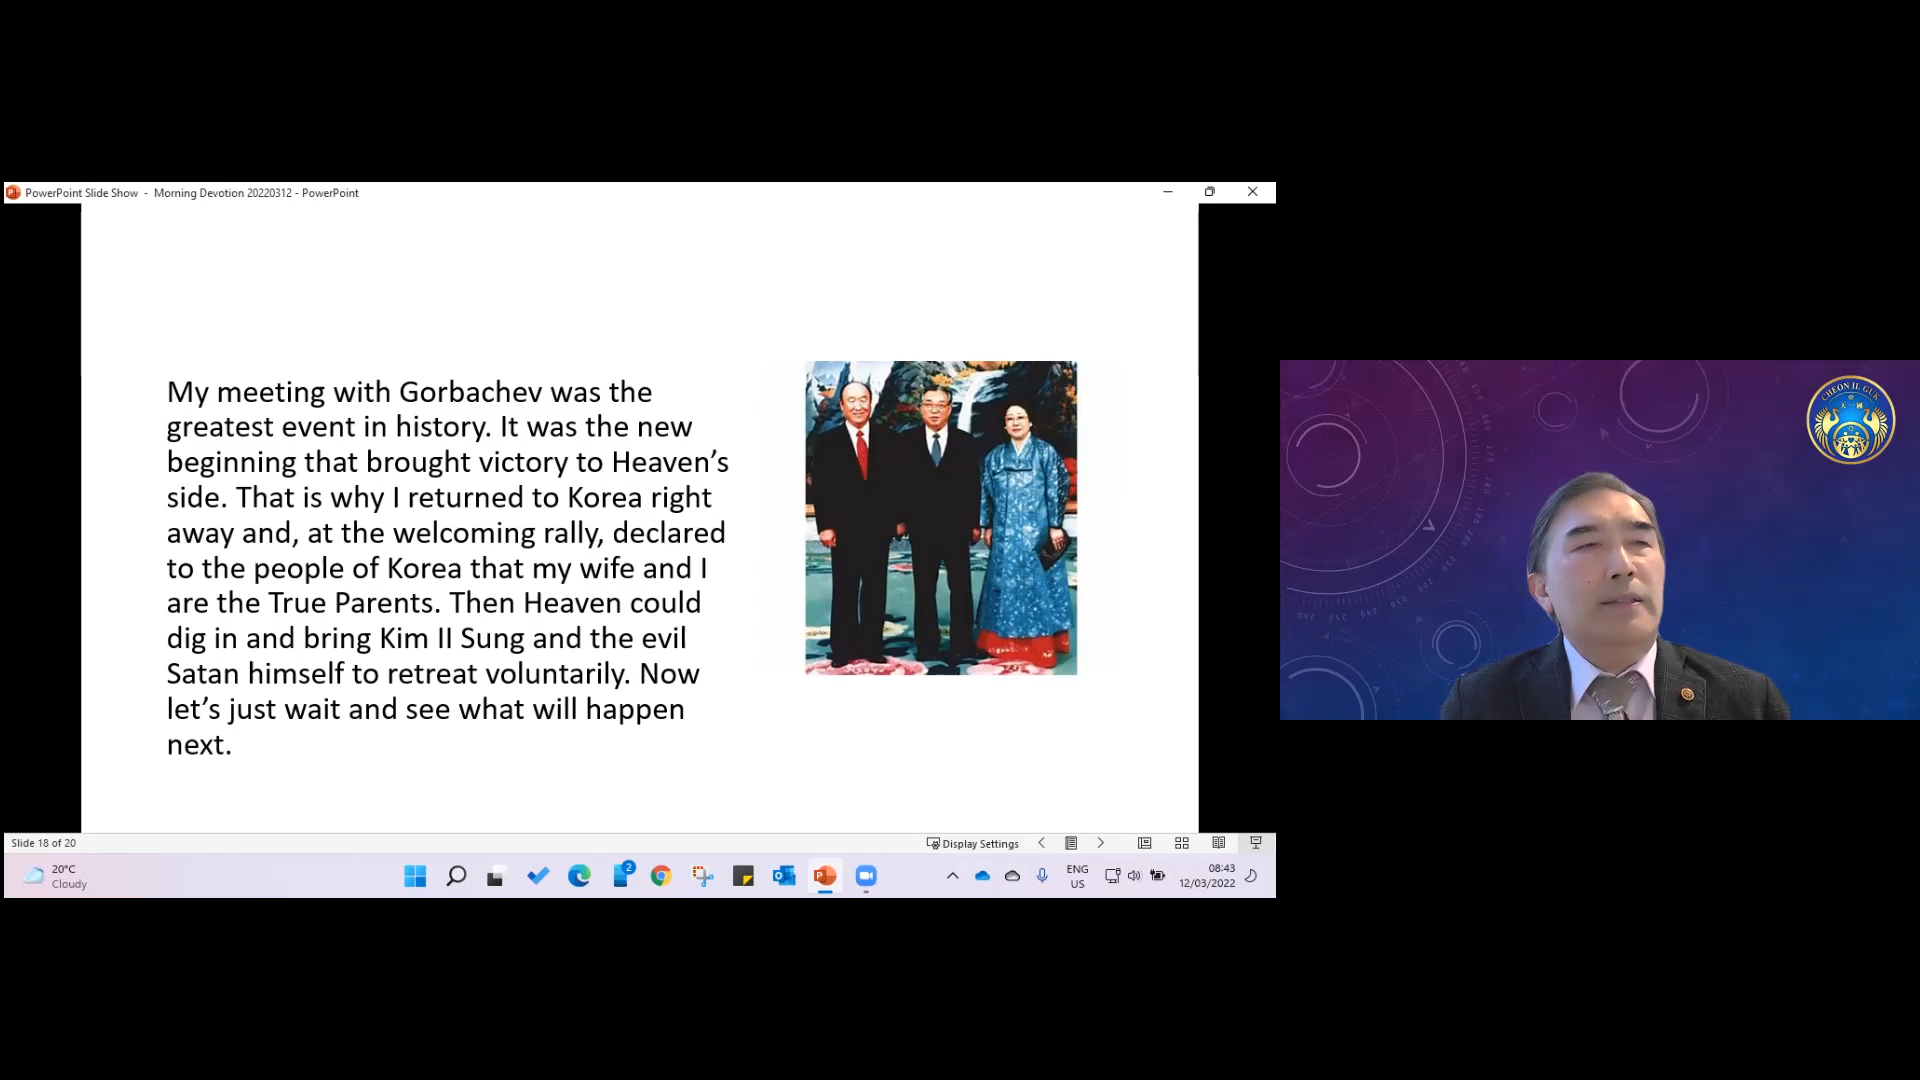 PowerPoint Slide Show - Morning Devotion 20220312 - PowerPoint
My meeting with Gorbachev was the
greatest event in history. It was the new
beginning that brought victory to Heaven’s
side. That is why I returned to Korea right
away and, at the welcoming rally, declared
to the people of Korea that my wife and I
are the True Parents. Then Heaven could
dig in and bring Kim II Sung and the evil
Satan himself to retreat voluntarily. Now
let’s just wait and see what will happen
next.
CHEON IL GUK
Slide 18 of 20
Display Settings
20°C
Cloudy
2
ENG
US
08:43
12/03/2022